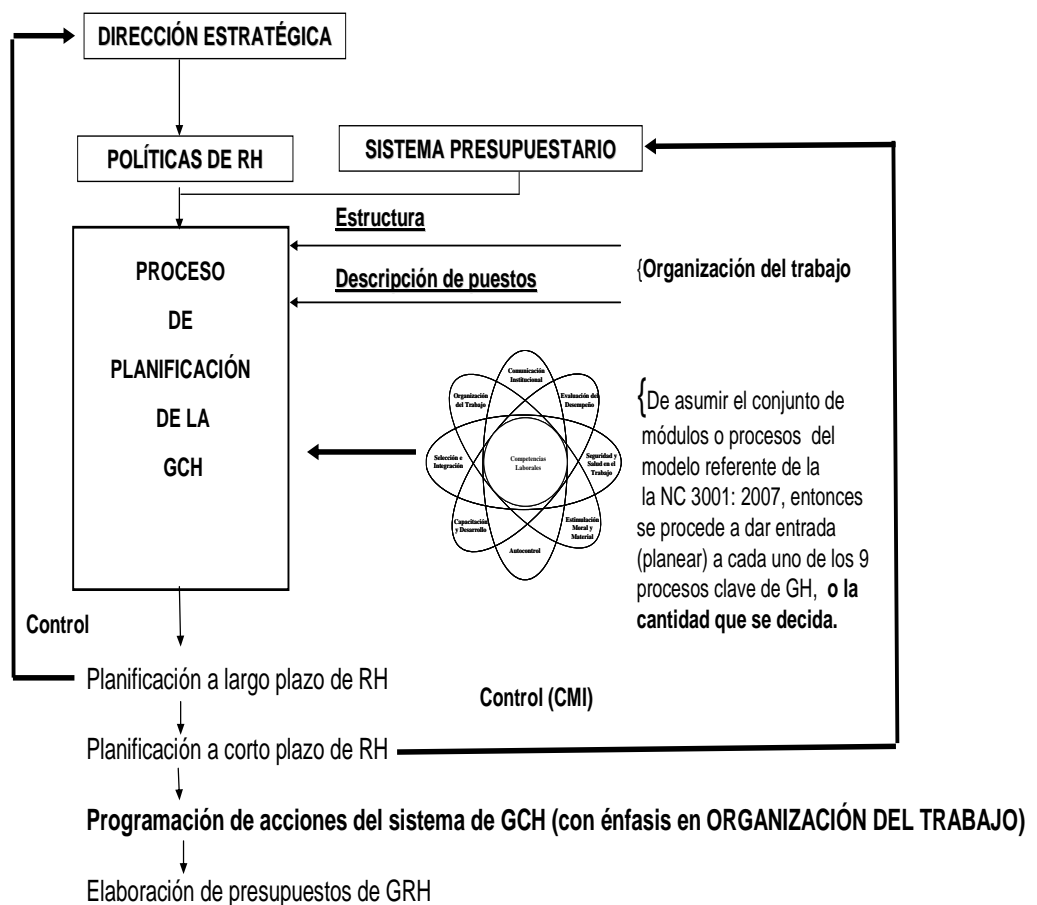 DIRECCIÓN ESTRATÉGICA
POLÍTICAS DE RH
SISTEMA PRESUPUESTARIO
Estructura
{Organización del trabajo
Descripción de puestos
PROCESO
DE
PLANIFICACIÓN
DE LA
GCH
Comunicación
Institucional
Organización
del Trabajo
Evaluación del
Desempeño
Selección e
Integración
Competencias
Laborales
Seguridad y
Salud en el
Trabajo
Capacitación
y Desarrollo
Estimulación
Moral y
Material
Autocontrol
{De asumir el conjunto de
módulos o procesos del
modelo referente de la
la NC 3001: 2007, entonces
se procede a dar entrada
(planear) a cada uno de los 9
procesos clave de GH, o la
cantidad que se decida.
Control
Planificación a largo plazo de RH
Control (CMI)
Planificación a corto plazo de RH
Programación de acciones del sistema de GCH (con énfasis en ORGANIZACIÓN DEL TRABAJO)
Elaboración de presupuestos de GRH